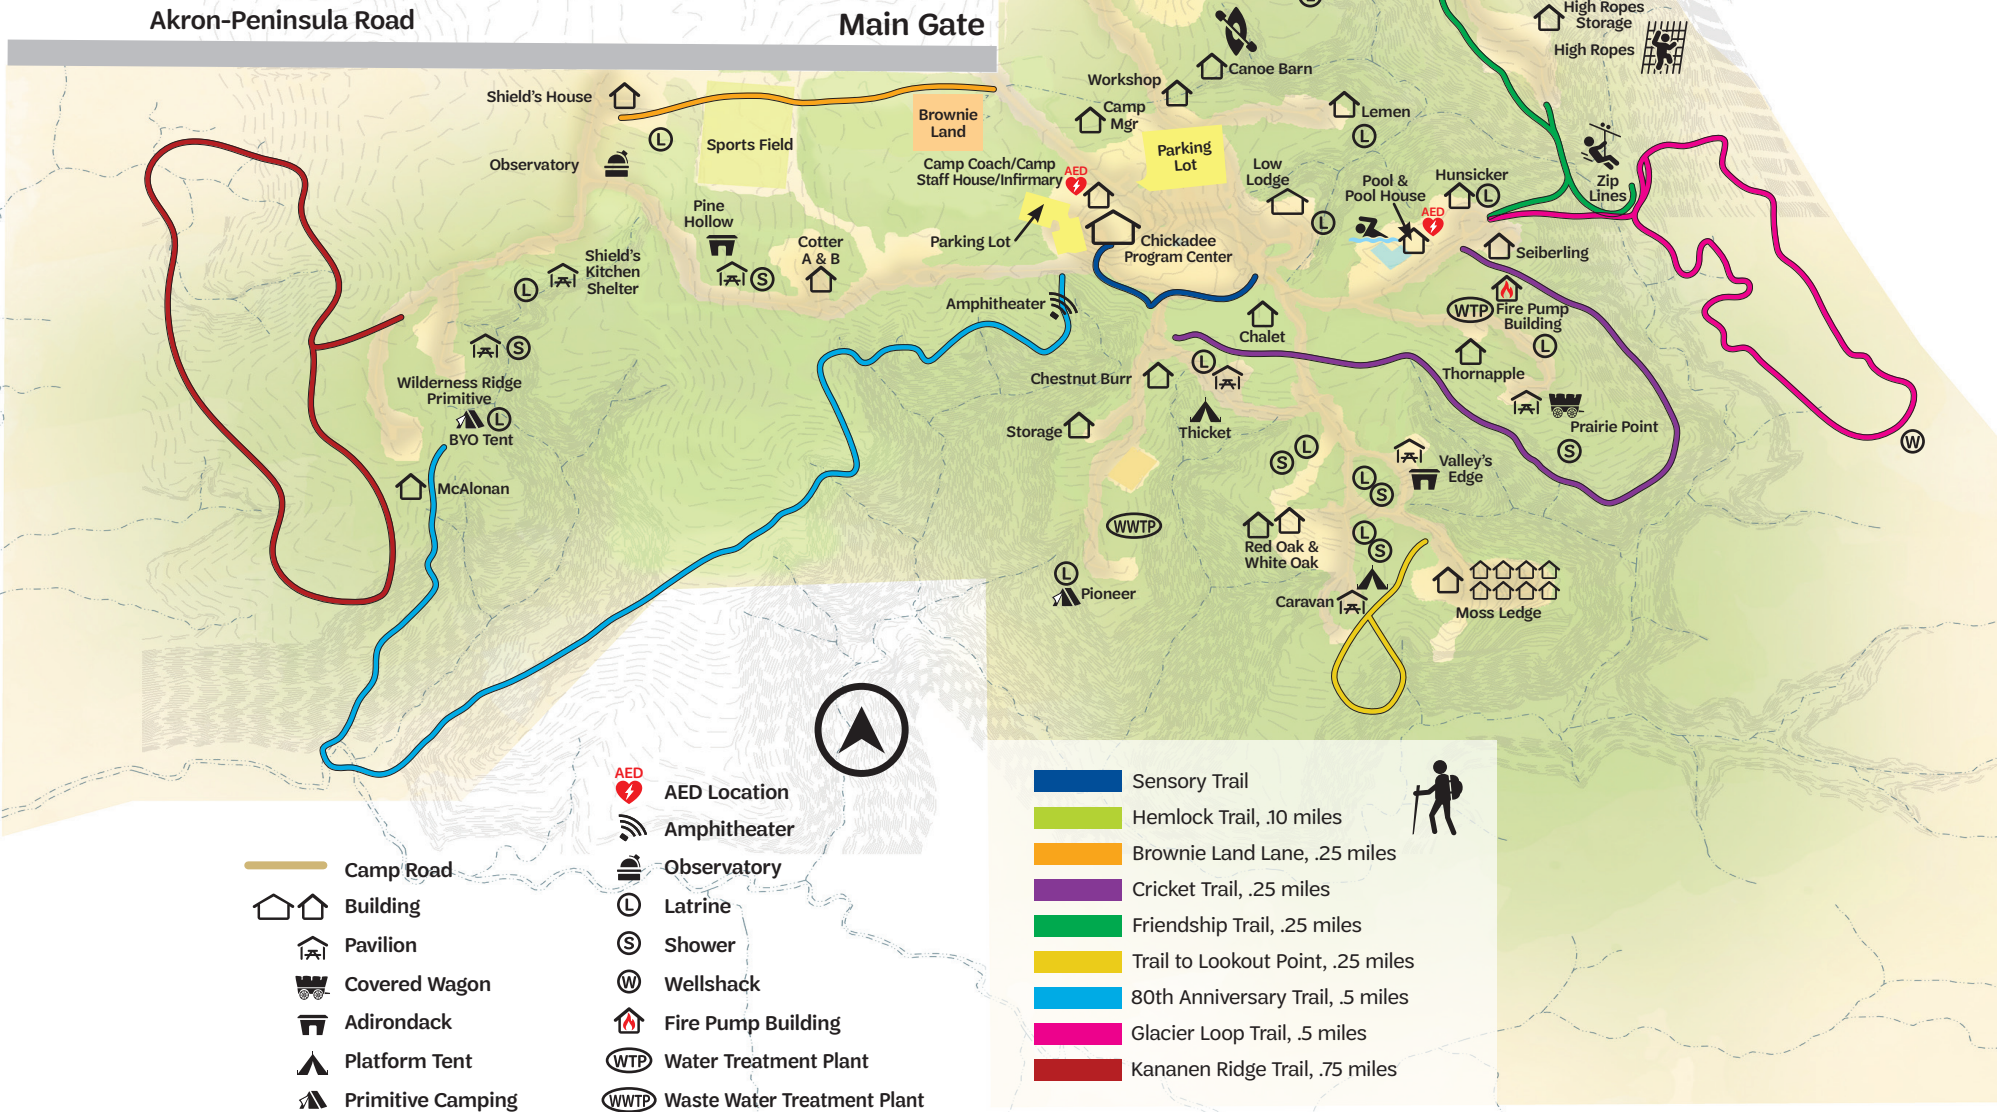 Akron-Peninsula Road
Main Gate
High Ropes
Storage
High Ropes
Canoe Barn
Workshop
Camp
Mgr
Lemen
L
Shield's House
L
Observatory
Sports Field
Brownie
Land
Parking
Lot
Camp Coach/Camp
Staff House/Infirmary
AED
Low
Lodge
L
Pool &
Pool House
AED
Hunsicker
L
Zip
Lines
Pine
Hollow
S
Cotter
A & B
Parking Lot
Chickadee
Program Center
Seiberling
Shield's
Kitchen
Shelter
L
Amphitheater
Chalet
WTP
Fire Pump
Building
L
Thornapple
S
Wilderness Ridge
Primitive
L
BYO Tent
Chestnut Burr
L
Thicket
Storage
Prairie Point
S
W
L
S
Valley's
Edge
L
S
McAlonan
WWTP
Red Oak &
White Oak
L
S
L
Pioneer
Caravan
Moss Ledge
Camp Road
Building
Pavilion
Covered Wagon
Adirondack
Platform Tent
Primitive Camping
AED
AED Location
Amphitheater
Observatory
L Latrine
S Shower
W Wellshack
Fire Pump Building
WTP Water Treatment Plant
WWTP Waste Water Treatment Plant
Sensory Trail
Hemlock Trail, .10 miles
Brownie Land Lane, .25 miles
Cricket Trail, .25 miles
Friendship Trail, .25 miles
Trail to Lookout Point, .25 miles
80th Anniversary Trail, .5 miles
Glacier Loop Trail, .5 miles
Kananen Ridge Trail, .75 miles